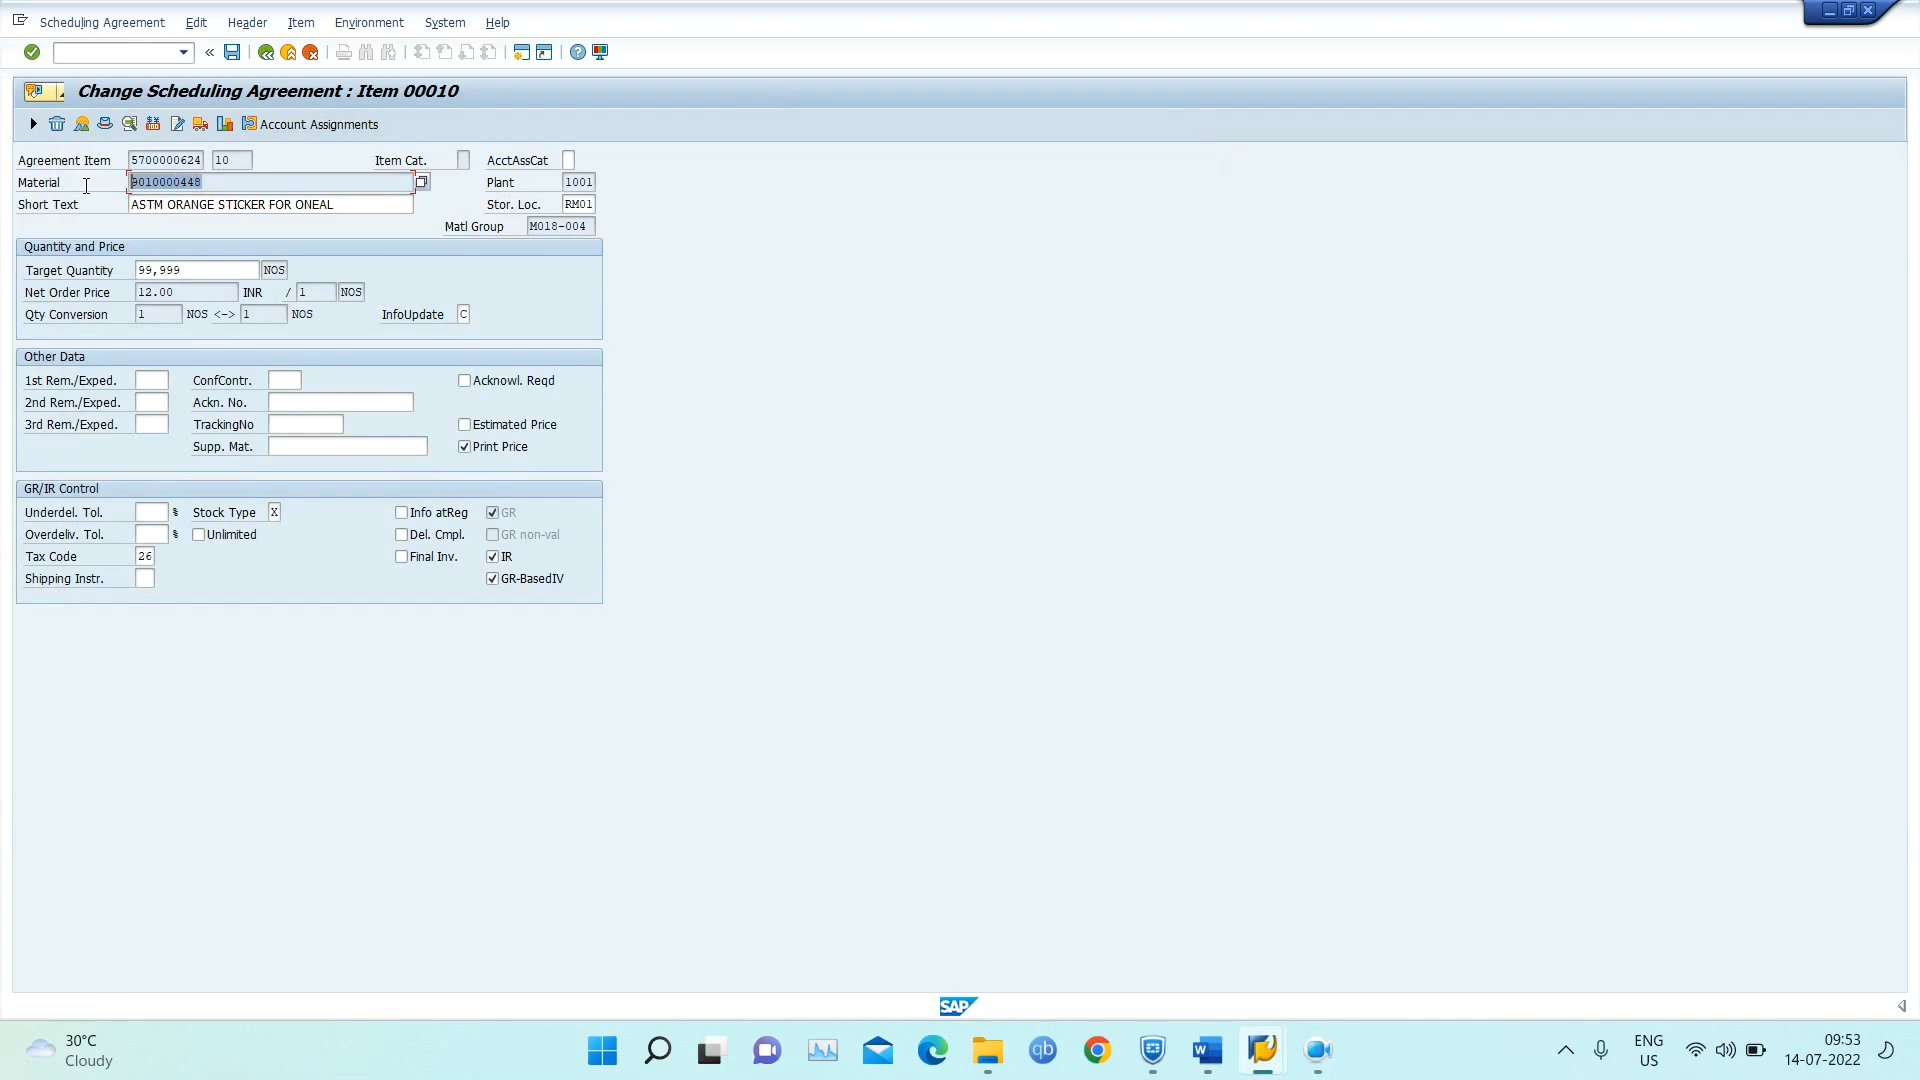 Scheduling Agreement Edit Header Item Environment System Help
«
Change Scheduling Agreement : Item 00010
Account Assignments
Agreement Item 5700000624 10 Item Cat. AcctAssCat
Material 9010000448 Plant 1001
Short Text ASTM ORANGE STICKER FOR ONEAL Stor. Loc. RM01
Matl Group M018-004
Quantity and Price
Target Quantity 99,999 NOS
Net Order Price 12.00 INR / 1 NOS
Qty Conversion 1 NOS <-> 1 NOS InfoUpdate C
Other Data
1st Rem./Exped. ConfContr. Acknowl. Reqd
2nd Rem./Exped. Ackn. No.
3rd Rem./Exped. TrackingNo Estimated Price
Supp. Mat. Print Price
GR/IR Control
Underdel. Tol. % Stock Type X Info atReg GR
Overdeliv. Tol. % Unlimited Del. Cmpl. GR non-val
Tax Code 26 Final Inv. IR
Shipping Instr. GR-BasedIV
SAP
30°C
Cloudy
qb
W
ENG
US
09:53
14-07-2022